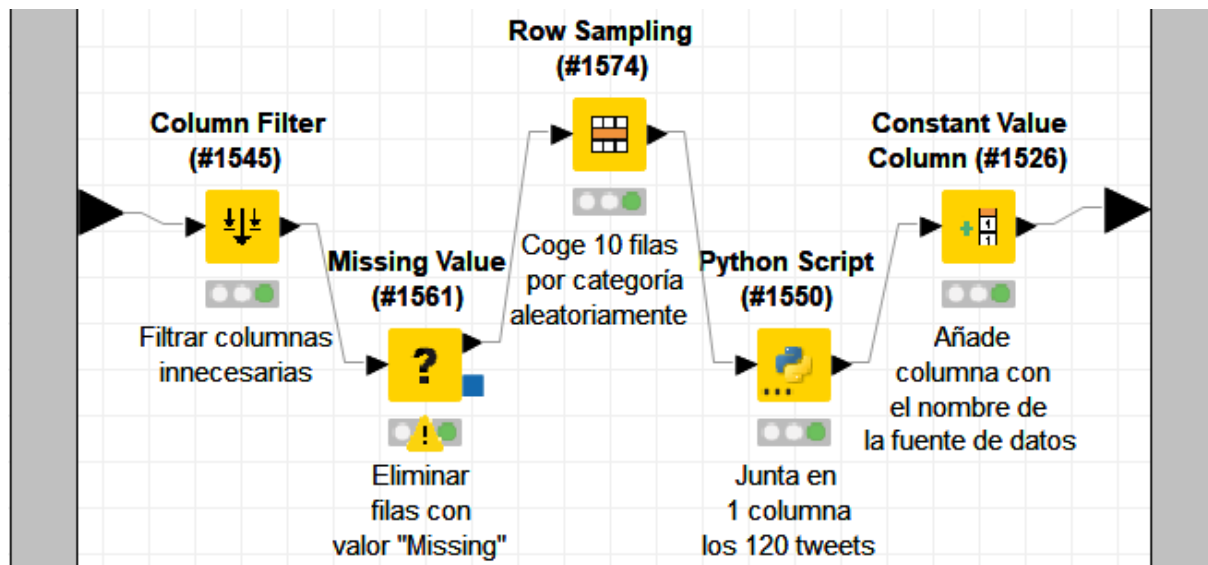 Column Filter
(#1545)
Filtrar columnas
innecesarias
Missing Value
(#1561)
?
Eliminar
filas con
valor "Missing"
Row Sampling
(#1574)
Coge 10 filas
por categoría
aleatoriamente
Python Script
(#1550)
Junta en
1 columna
los 120 tweets
Constant Value
Column (#1526)
+ 1
1
Añade
columna con
el nombre de
la fuente de datos